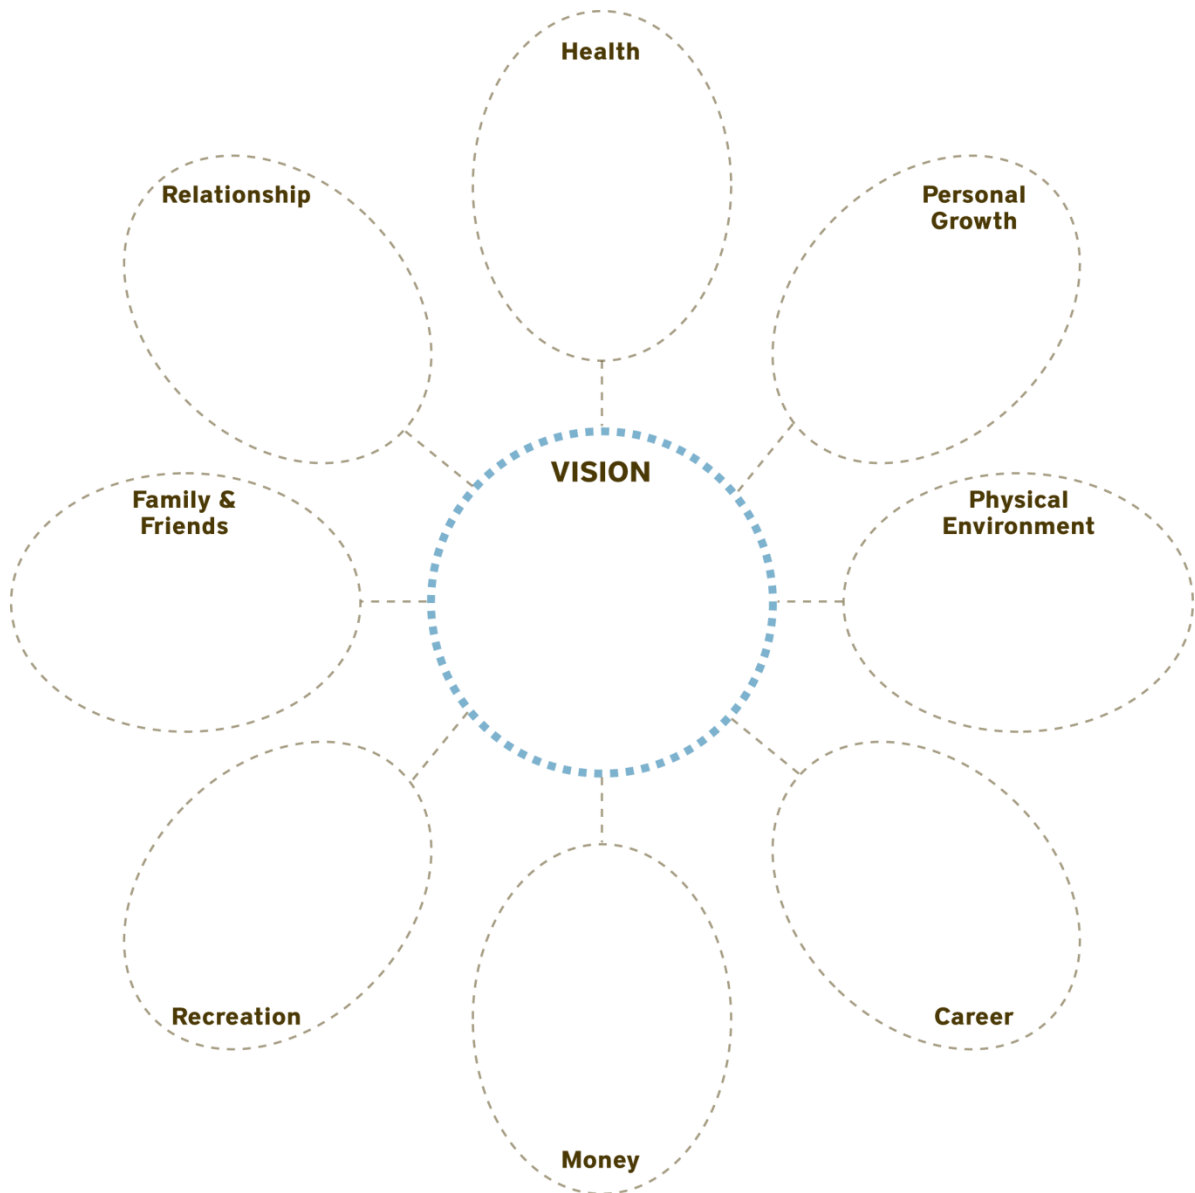 Health
Relationship
Personal
Growth
VISION
Family &
Friends
Physical
Environment
Recreation
Career
Money